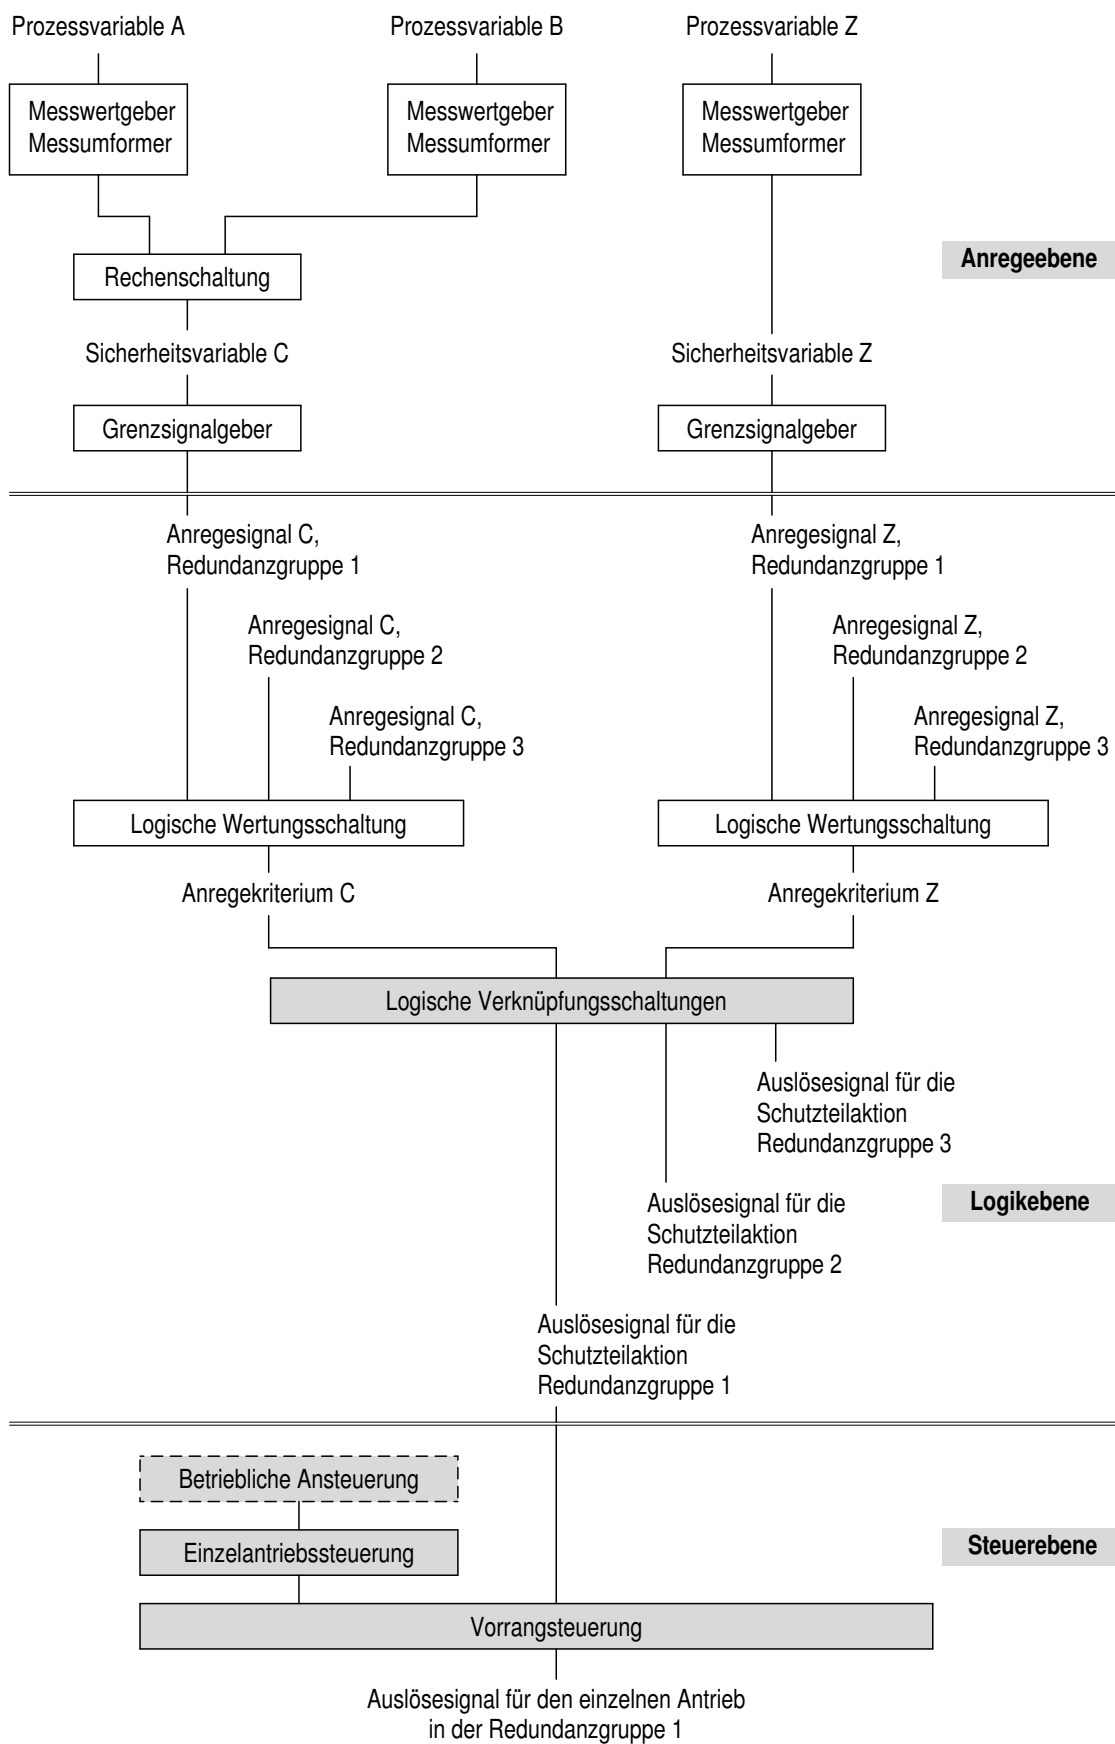 Prozessvariable A
Prozessvariable B
Prozessvariable Z
Messwertgeber
Messumformer
Messwertgeber
Messumformer
Messwertgeber
Messumformer
Anregeebene
Rechenschaltung
Sicherheitsvariable C
Sicherheitsvariable Z
Grenzsignalgeber
Grenzsignalgeber
Anregesignal C,
Redundanzgruppe 1
Anregesignal Z,
Redundanzgruppe 1
Anregesignal C,
Redundanzgruppe 2
Anregesignal Z,
Redundanzgruppe 2
Anregesignal C,
Redundanzgruppe 3
Anregesignal Z,
Redundanzgruppe 3
Logische Wertungsschaltung
Logische Wertungsschaltung
Anregekriterium C
Anregekriterium Z
Logische Verknüpfungsschaltungen
Auslösesignal für die
Schutzteilaktion
Redundanzgruppe 3
Auslösesignal für die
Schutzteilaktion
Redundanzgruppe 2
Logikebene
Auslösesignal für die
Schutzteilaktion
Redundanzgruppe 1
Betriebliche Ansteuerung
Einzelantriebssteuerung
Steuerebene
Vorrangsteuerung
Auslösesignal für den einzelnen Antrieb
in der Redundanzgruppe 1